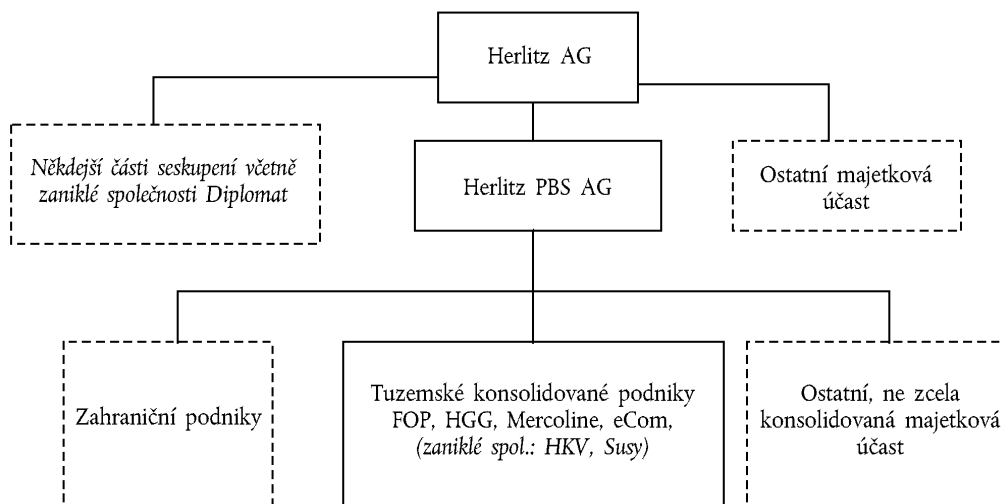 Herlitz AG
Někdejší části seskupení včetně
zaniklé společnosti Diplomat
Herlitz PBS AG
Ostatní majetková
účast
Zahraniční podniky
Tuzemské konsolidované podniky
FOP, HGG, Mercoline, eCom,
(zaniklé spol.: HKV, Susy)
Ostatní, ne zcela
konsolidovaná majetková
účast